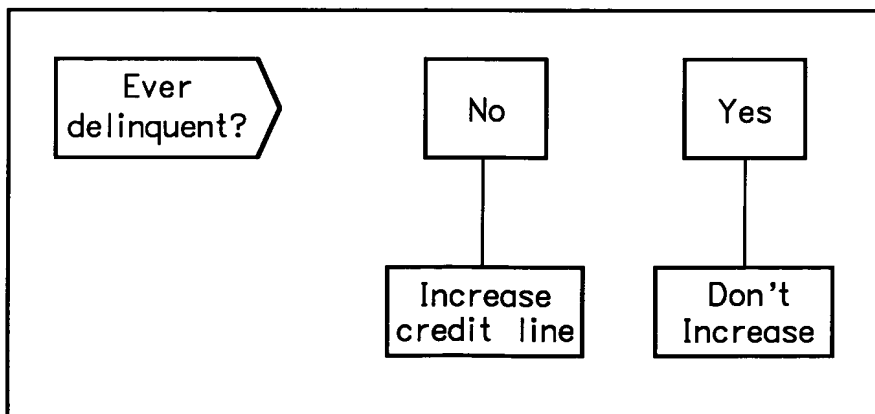 Ever
delinquent?
No
Yes
Increase
credit line
Don't
Increase